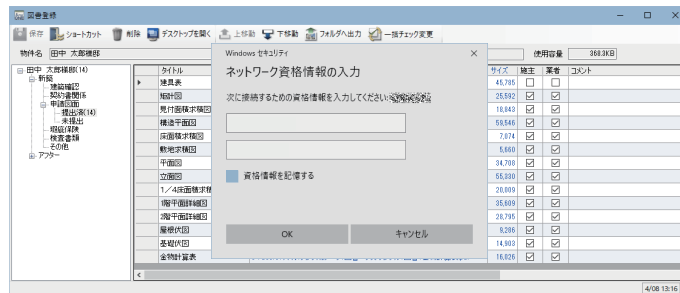 図書登録
保存 ショートカット 削除 デスクトップを開く 上移動 下移動 フォルダへ出力 一括チェック変更
物件名 田中 太郎様邸 使用容量 368.3KB
田中 太郎様邸(14)
新築
建築確認
契約書関係
申請図面
提出済(14)
未提出
瑕疵保険
検査書類
その他
アフター
タイトル サイズ 施主 業者 コメント
建具表 45,785
矩計図 25,592
見付面積求積図 18,843
構造平面図 59,546
床面積求積図 7,074
敷地求積図 5,660
平面図 34,708
立面図 55,330
1/4床面積求積 20,009
1階平面詳細図 35,609
2階平面詳細図 28,795
屋根伏図 9,286
基礎伏図 14,903
金物計算表 16,026
Windows セキュリティ
ネットワーク資格情報の入力
次に接続するための資格情報を入力してください:
資格情報を記憶する
OK キャンセル
4/08 13:16